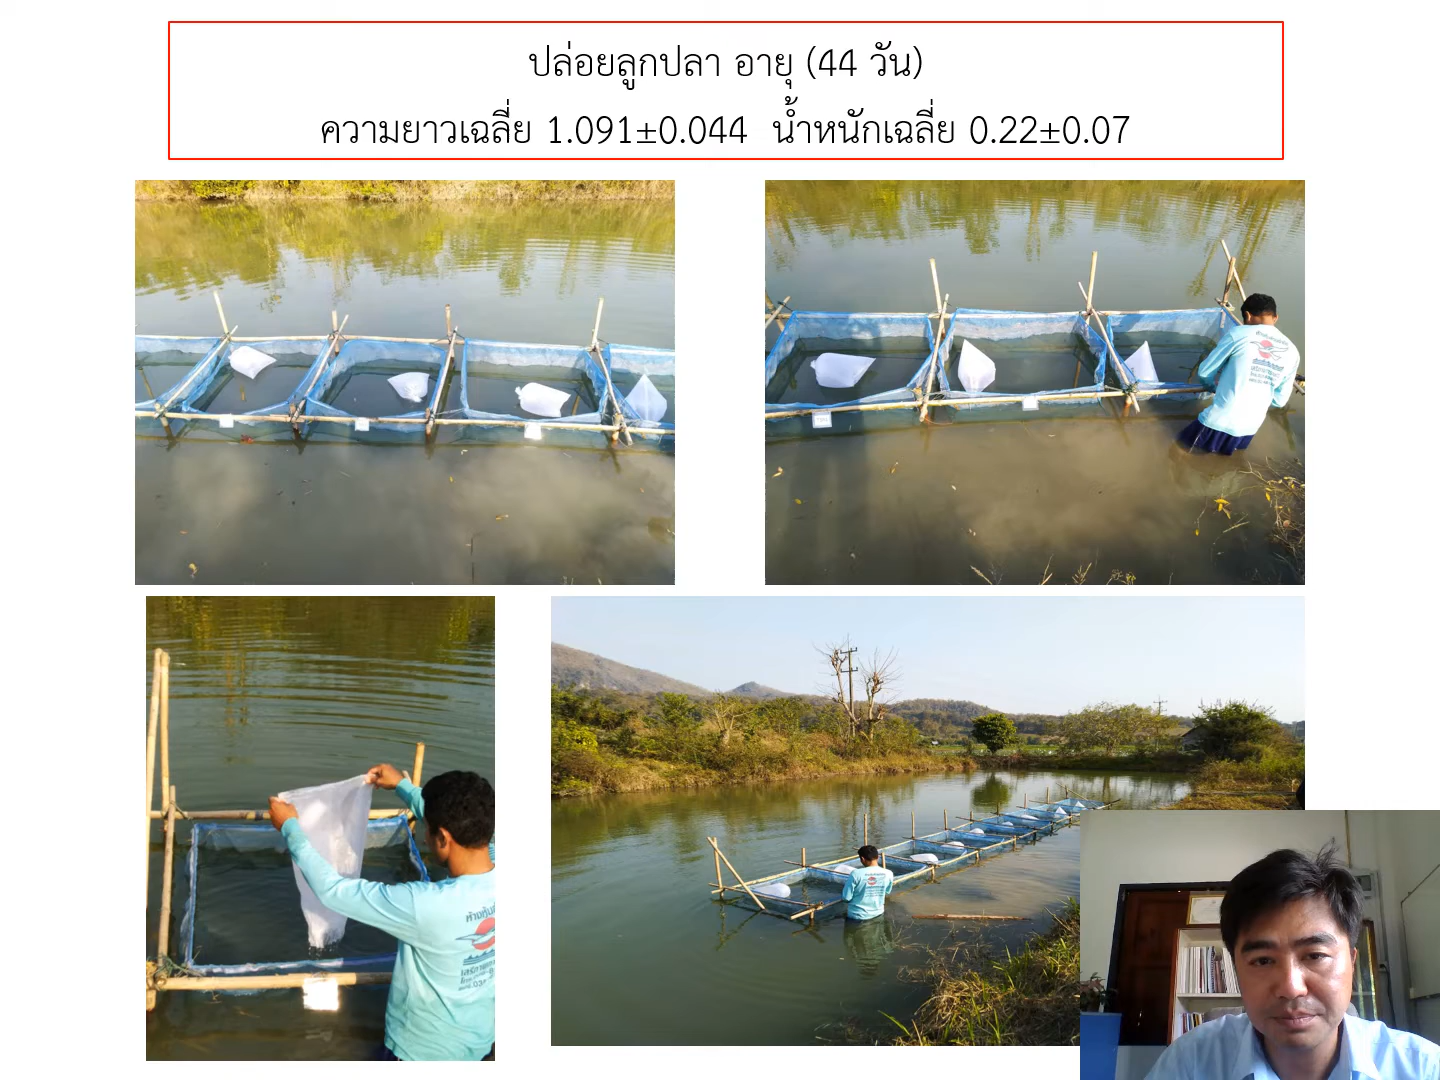 ปล่อยลูกปลา อายุ (44 วัน)
ความยาวเฉลี่ย 1.091±0.044 น้ำหนักเฉลี่ย 0.22±0.07